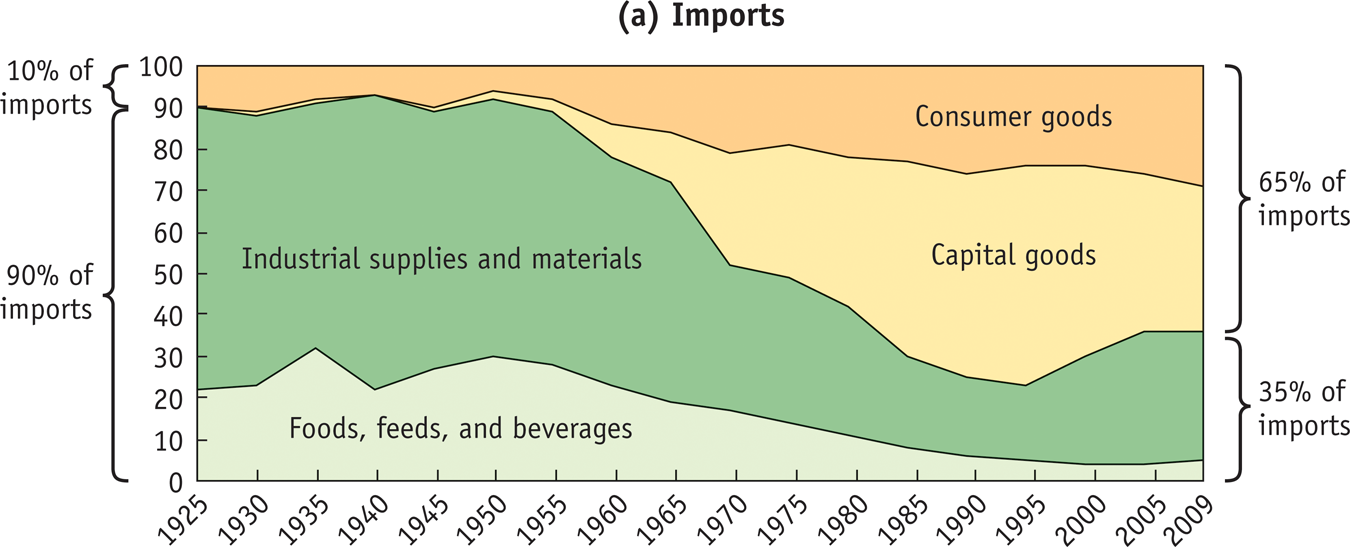 (a) Imports
10% of
imports
90% of
imports
100
90
80
70
60
50
40
30
20
10
0
Consumer goods
Capital goods
Industrial supplies and materials
Foods, feeds, and beverages
65% of
imports
35% of
imports
1925
1930
1935
1940
1945
1950
1955
1960
1965
1970
1975
1980
1985
1990
1995
2000
2005
2009